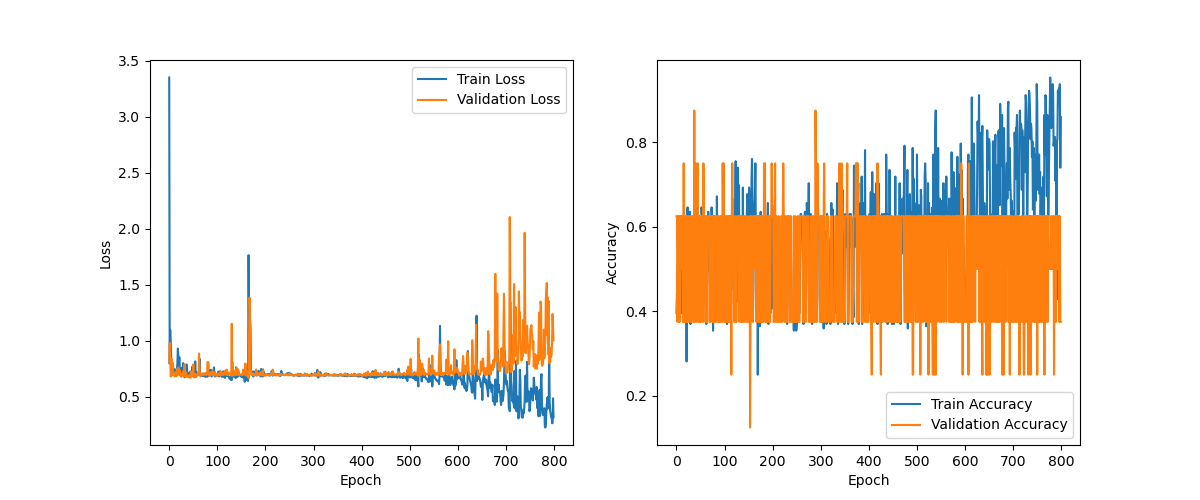 3.5
3.0
2.5
2.0
1.5
1.0
0.5
Loss
0 100 200 300 400 500 600 700 800
Epoch
Train Loss
Validation Loss
0.8
0.6
0.4
0.2
Accuracy
0 100 200 300 400 500 600 700 800
Epoch
Train Accuracy
Validation Accuracy